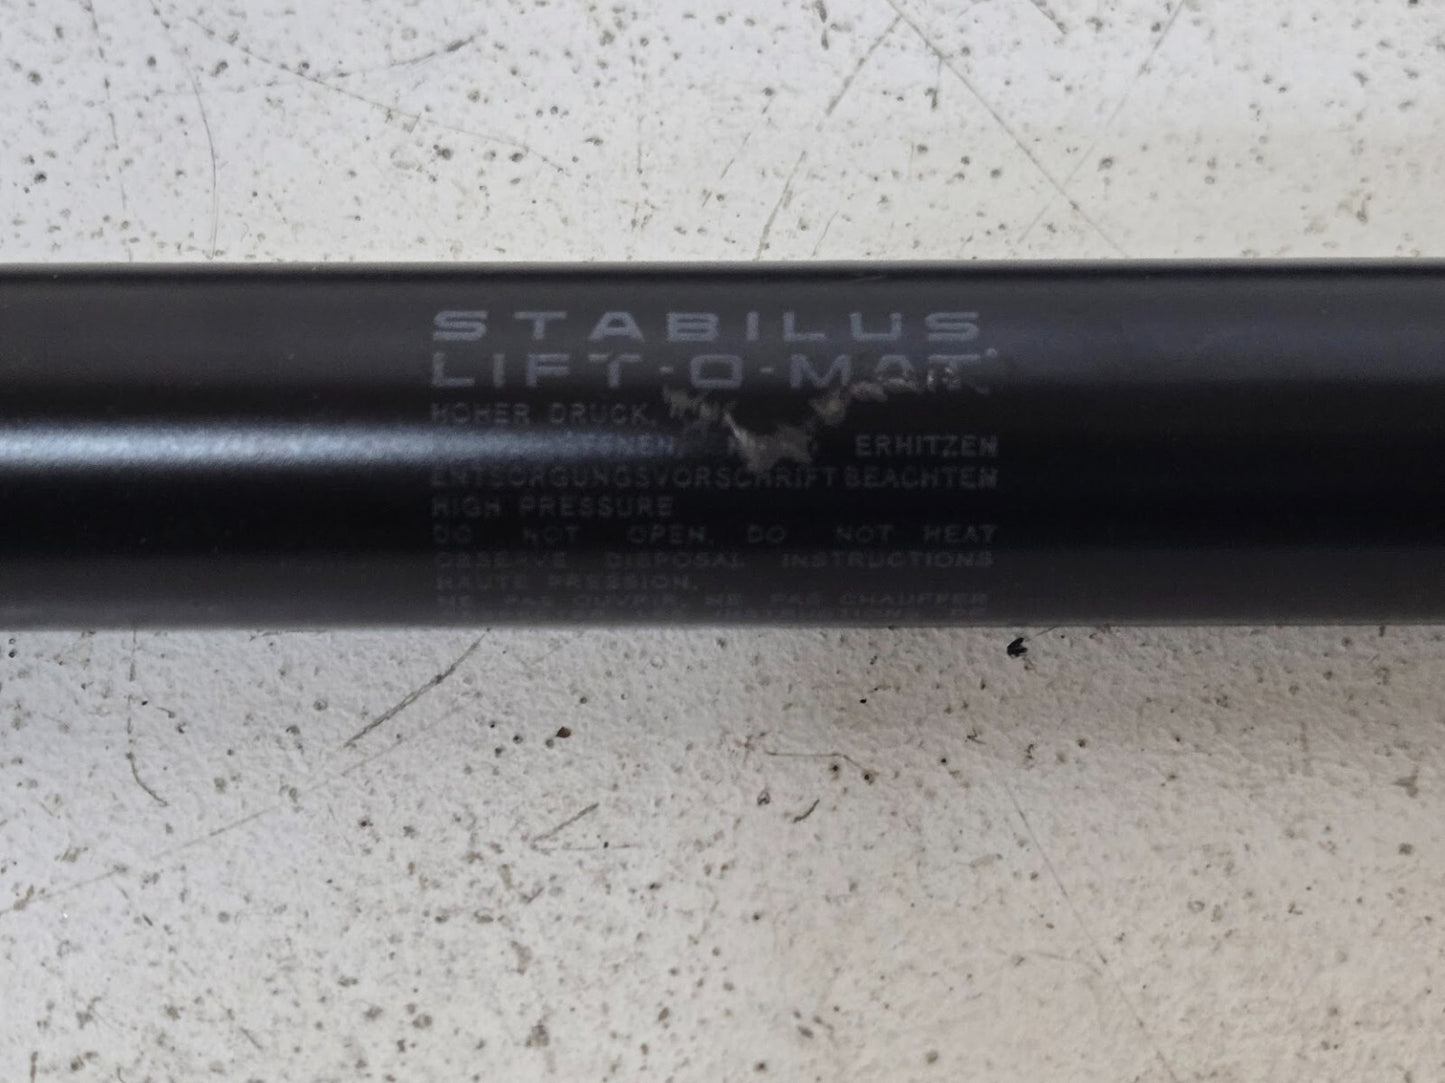 STABILUS
LIFT-O-MAT
HOHER DRUCK,
ERHITZEN
ENTSORGUNGSVORSCHRIFT BEACHTEN
HIGH PRESSURE
DO NOT OPEN, DO NOT HEAT
OBSERVE DISPOSAL INSTRUCTIONS
HAUTE PRESSION,
NE PAS OUVRIR, NE PAS CHAUFFER